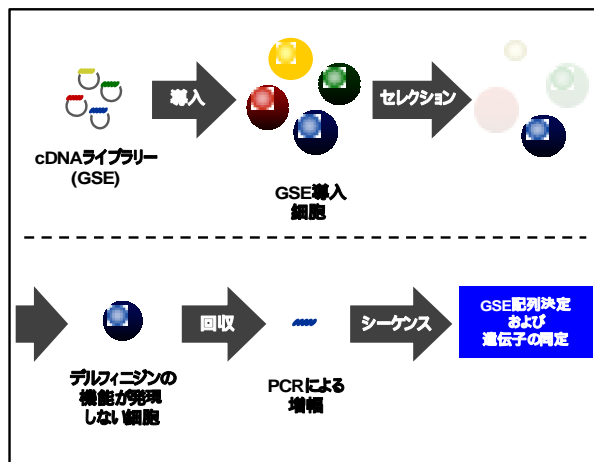 導入
セレクション
cDNAライブラリー
(GSE)
GSE導入
細胞
回収
シーケンス
GSE配列決定
および
遺伝子の同定
デルフィニジンの
機能が発現
しない細胞
PCRによる
増幅